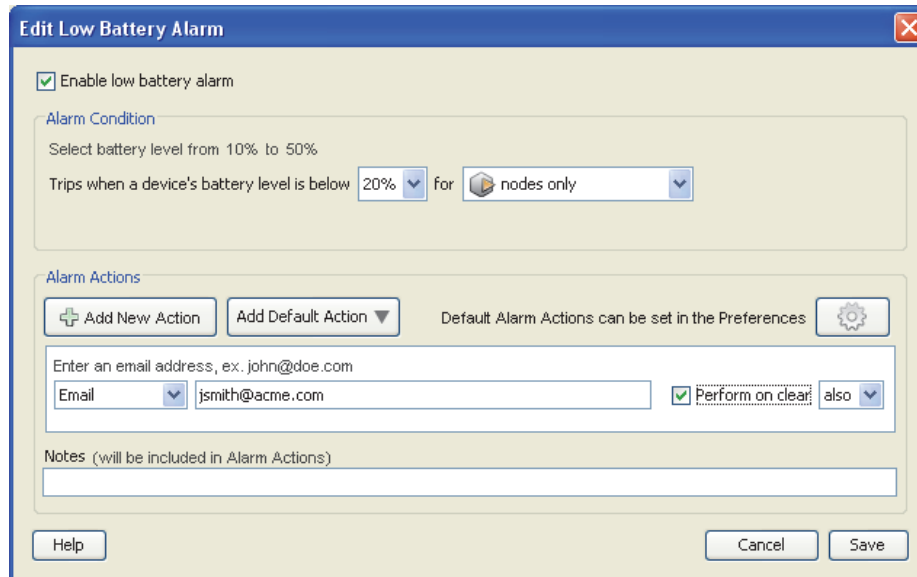 Edit Low Battery Alarm
Enable low battery alarm
Alarm Condition
Select battery level from 10% to 50%
Trips when a device's battery level is below 20% for nodes only
Alarm Actions
Add New Action Add Default Action Default Alarm Actions can be set in the Preferences
Enter an email address, ex. john@doe.com
Email jsmith@acme.com Perform on clear also
Notes (will be included in Alarm Actions)
Help Cancel Save